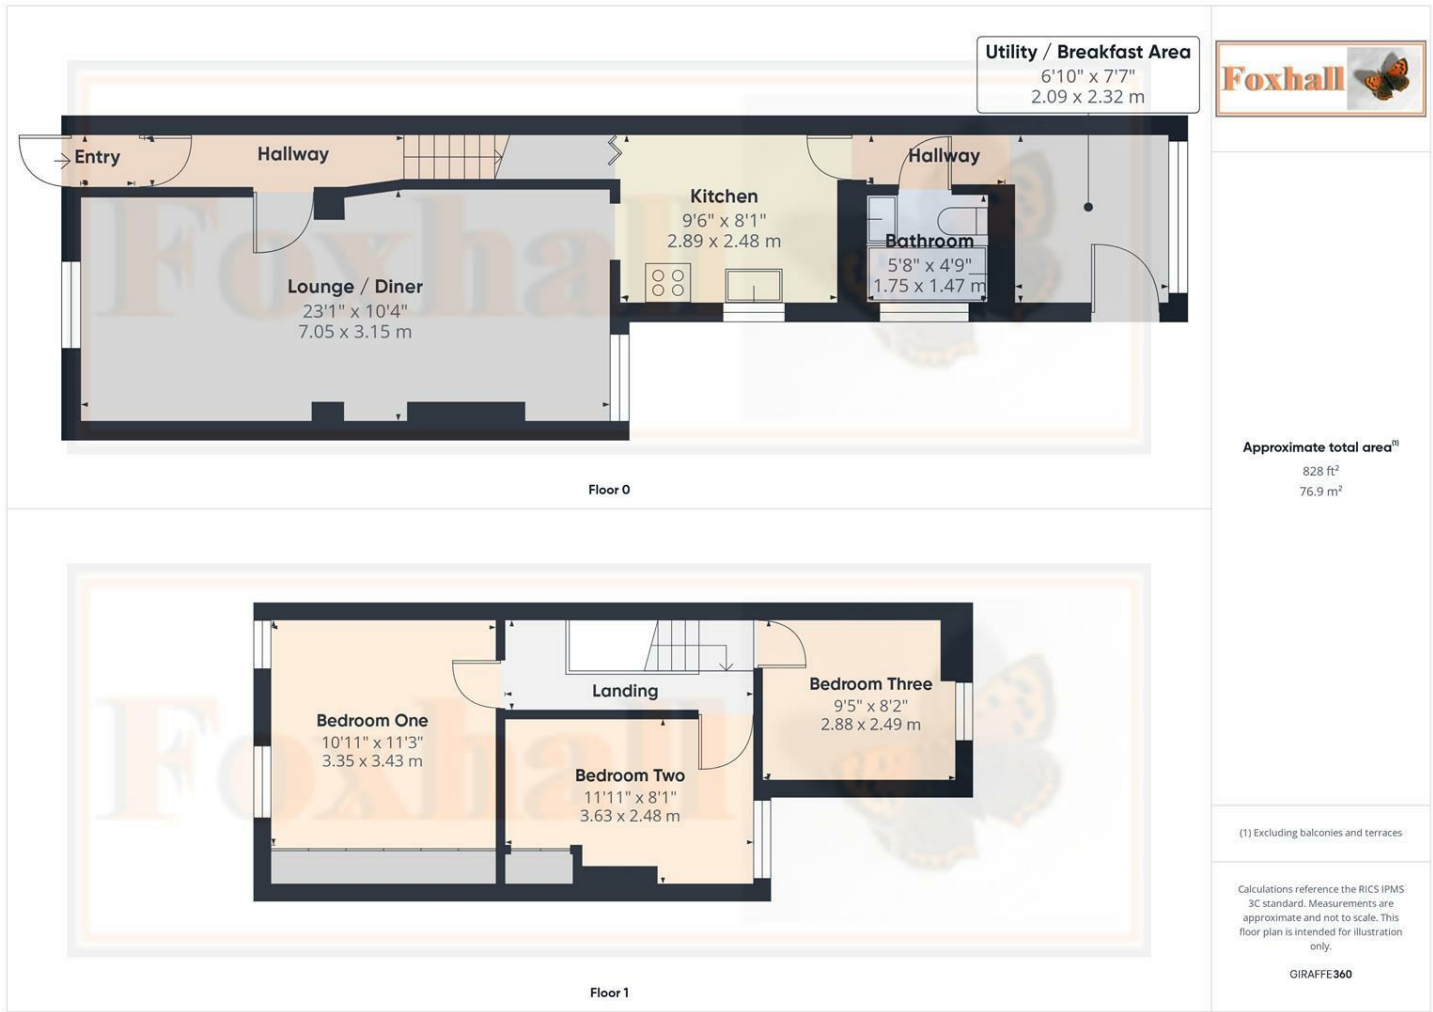 Utility / Breakfast Area
6'10" x 7'7"
2.09 x 2.32 m
Foxhall
Entry
Hallway
Hallway
Kitchen
9'6" x 8'1"
2.89 x 2.48 m
Bathroom
5'8" x 4'9"
1.75 x 1.47 m
Lounge / Diner
23'1" x 10'4"
7.05 x 3.15 m
Foxhall
Floor 0
Approximate total area(1)
828 ft²
76.9 m²
Bedroom One
10'11" x 11'3"
3.35 x 3.43 m
Landing
Bedroom Two
11'11" x 8'1"
3.63 x 2.48 m
Bedroom Three
9'5" x 8'2"
2.88 x 2.49 m
Foxhall
Floor 1
(1) Excluding balconies and terraces
Calculations reference the RICS IPMS
3C standard. Measurements are
approximate and not to scale. This
floor plan is intended for illustration
only.
GIRAFFE360